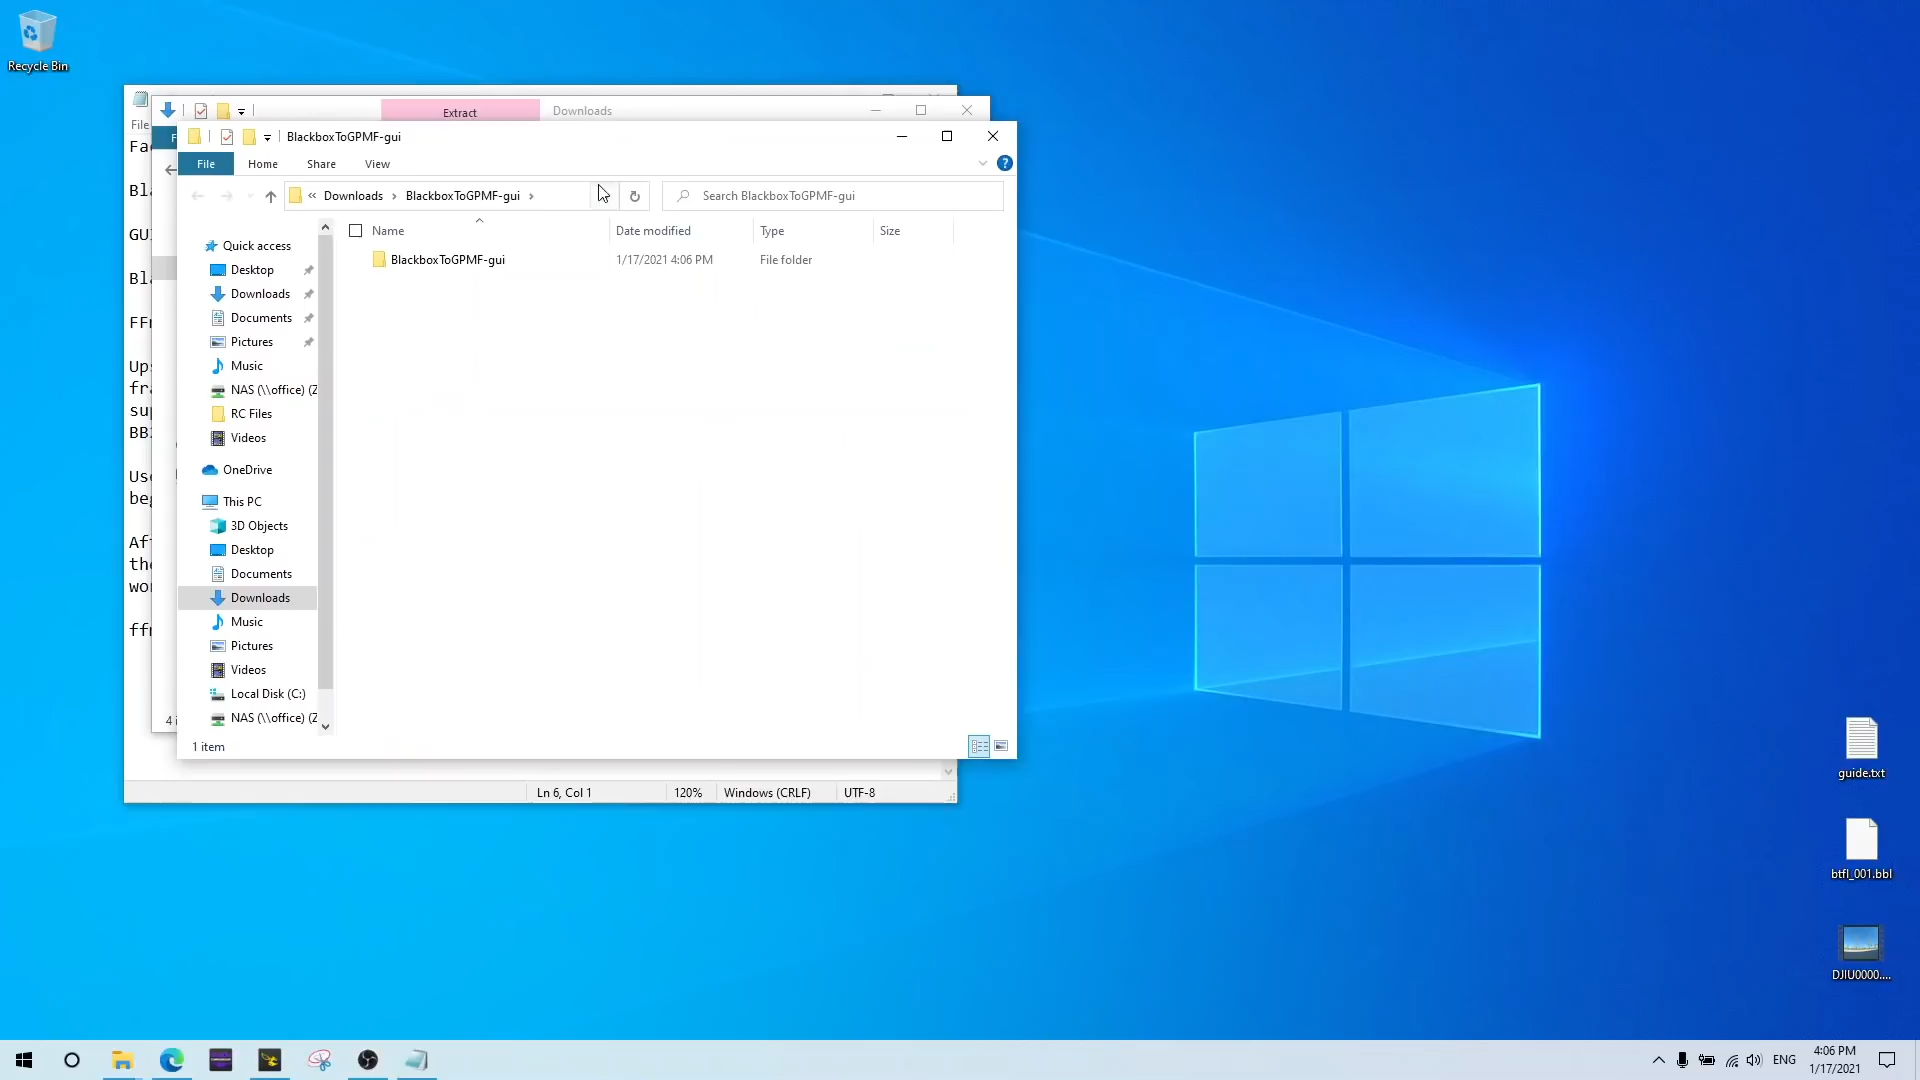 Recycle Bin
File
Extract
Downloads
BlackboxToGPMF-gui
File
Home
Share
View
?
« Downloads › BlackboxToGPMF-gui ›
Search BlackboxToGPMF-gui
Name
Date modified
Type
Size
BlackboxToGPMF-gui
1/17/2021 4:06 PM
File folder
Quick access
Desktop
Downloads
Documents
Pictures
Music
NAS (\\office) (Z
RC Files
Videos
OneDrive
This PC
3D Objects
Desktop
Documents
Downloads
Music
Pictures
Videos
Local Disk (C:)
NAS (\\office) (Z
1 item
Ln 6, Col 1
120%
Windows (CRLF)
UTF-8
guide.txt
btfl_001.bbl
DJIU0000....
ENG
4:06 PM
1/17/2021